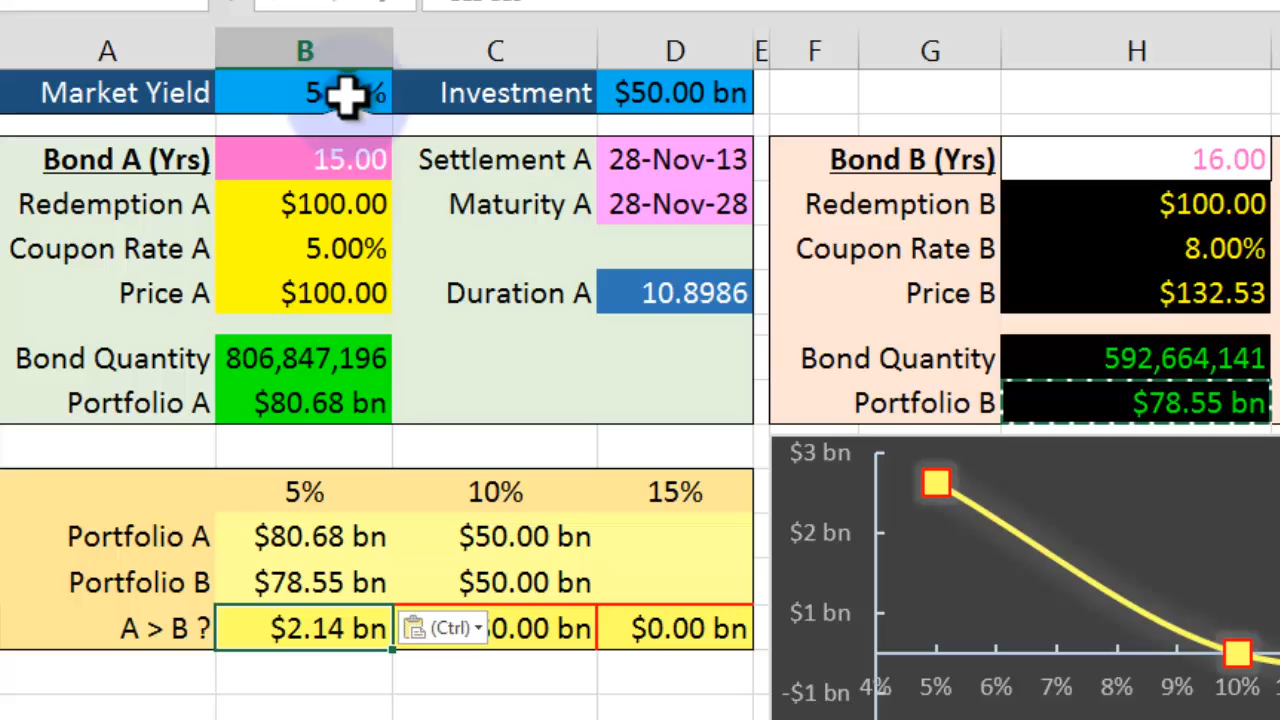 A B C D E F G H
Market Yield 5 % Investment $50.00 bn
Bond A (Yrs) 15.00 Settlement A 28-Nov-13 Bond B (Yrs) 16.00
Redemption A $100.00 Maturity A 28-Nov-28 Redemption B $100.00
Coupon Rate A 5.00% Coupon Rate B 8.00%
Price A $100.00 Duration A 10.8986 Price B $132.53
Bond Quantity 806,847,196 Bond Quantity 592,664,141
Portfolio A $80.68 bn Portfolio B $78.55 bn
5% 10% 15%
Portfolio A $80.68 bn $50.00 bn
Portfolio B $78.55 bn $50.00 bn
A > B ? $2.14 bn (Ctrl) 0.00 bn $0.00 bn
$3 bn
$2 bn
$1 bn
-$1 bn 4% 5% 6% 7% 8% 9% 10%